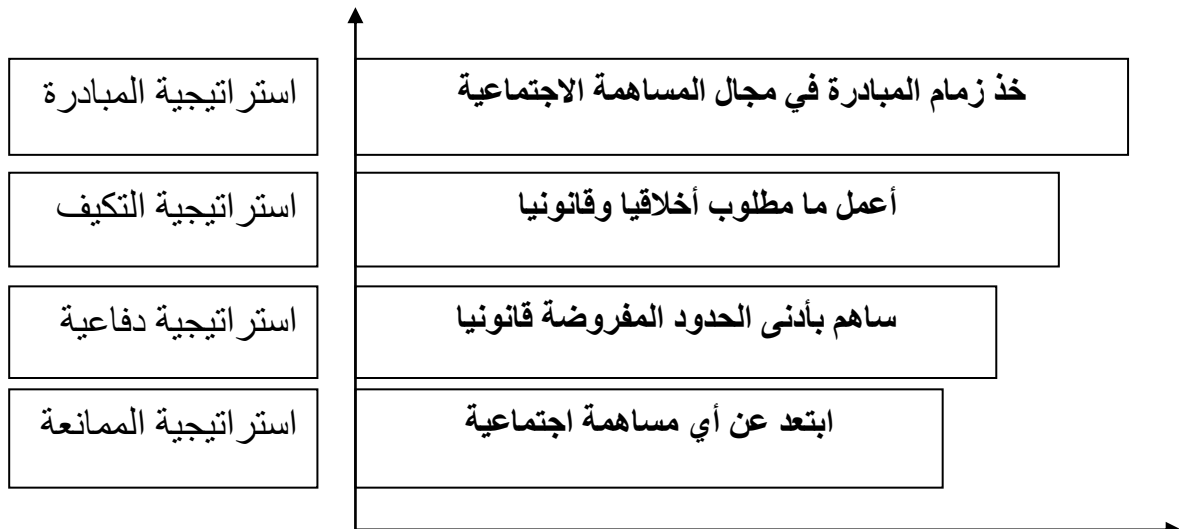 استراتيجية المبادرة
خذ زمام المبادرة في مجال المساهمة الاجتماعية
استراتيجية التكيف
أعمل ما مطلوب أخلاقيا وقانونيا
استراتيجية دفاعية
ساهم بأدنى الحدود المفروضة قانونيا
استراتيجية الممانعة
ابتعد عن أي مساهمة اجتماعية